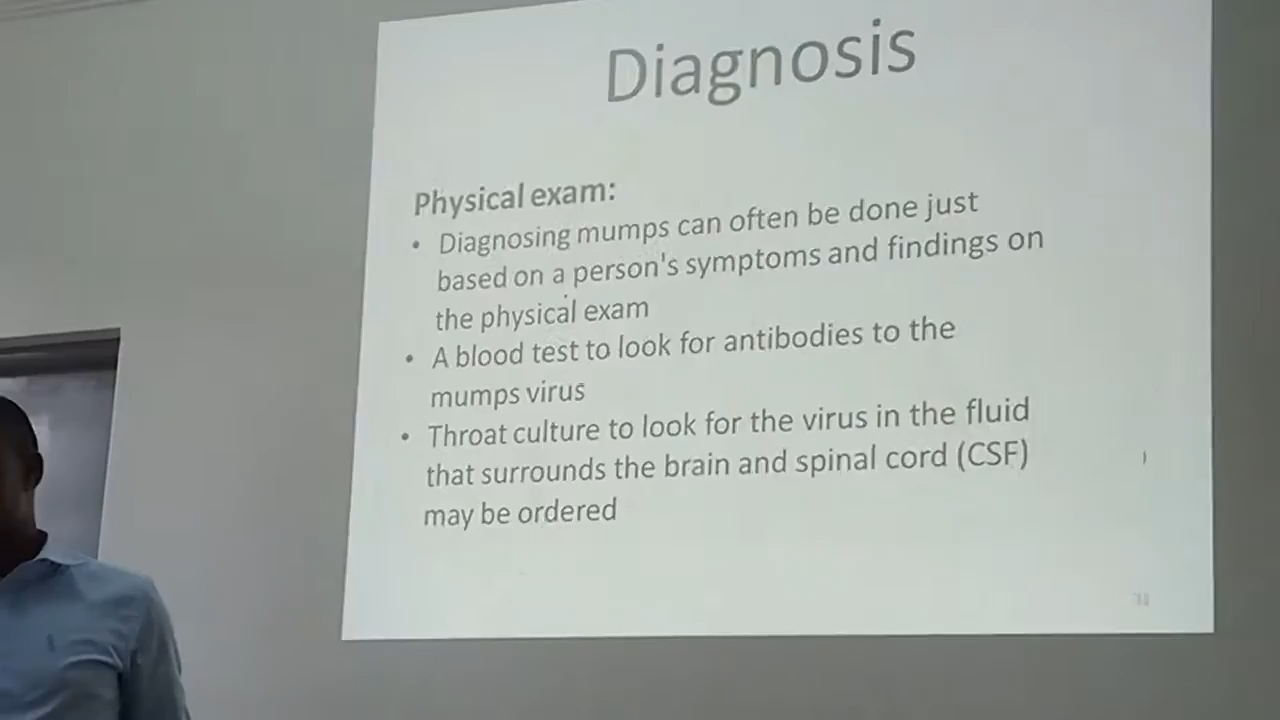 Diagnosis
Physical exam:
• Diagnosing mumps can often be done just
based on a person's symptoms and findings on
the physical exam
• A blood test to look for antibodies to the
mumps virus
• Throat culture to look for the virus in the fluid
that surrounds the brain and spinal cord (CSF)
may be ordered